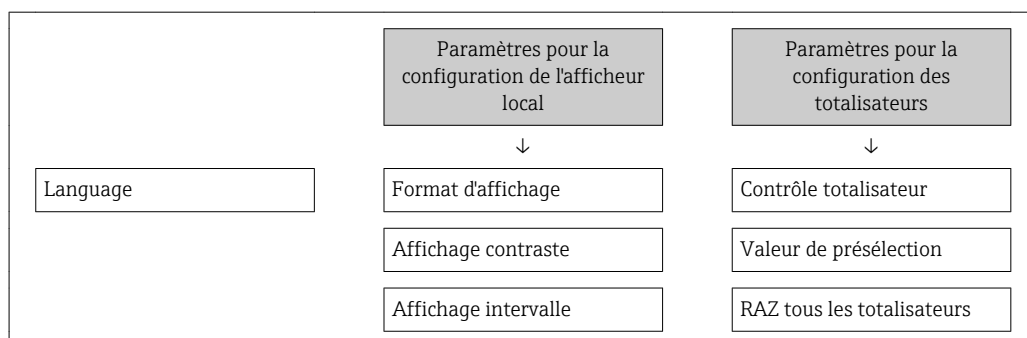 Paramètres pour la
configuration de l'afficheur
local
Paramètres pour la
configuration des
totalisateurs
↓ ↓
Language Format d'affichage Contrôle totalisateur
Affichage contraste Valeur de présélection
Affichage intervalle RAZ tous les totalisateurs